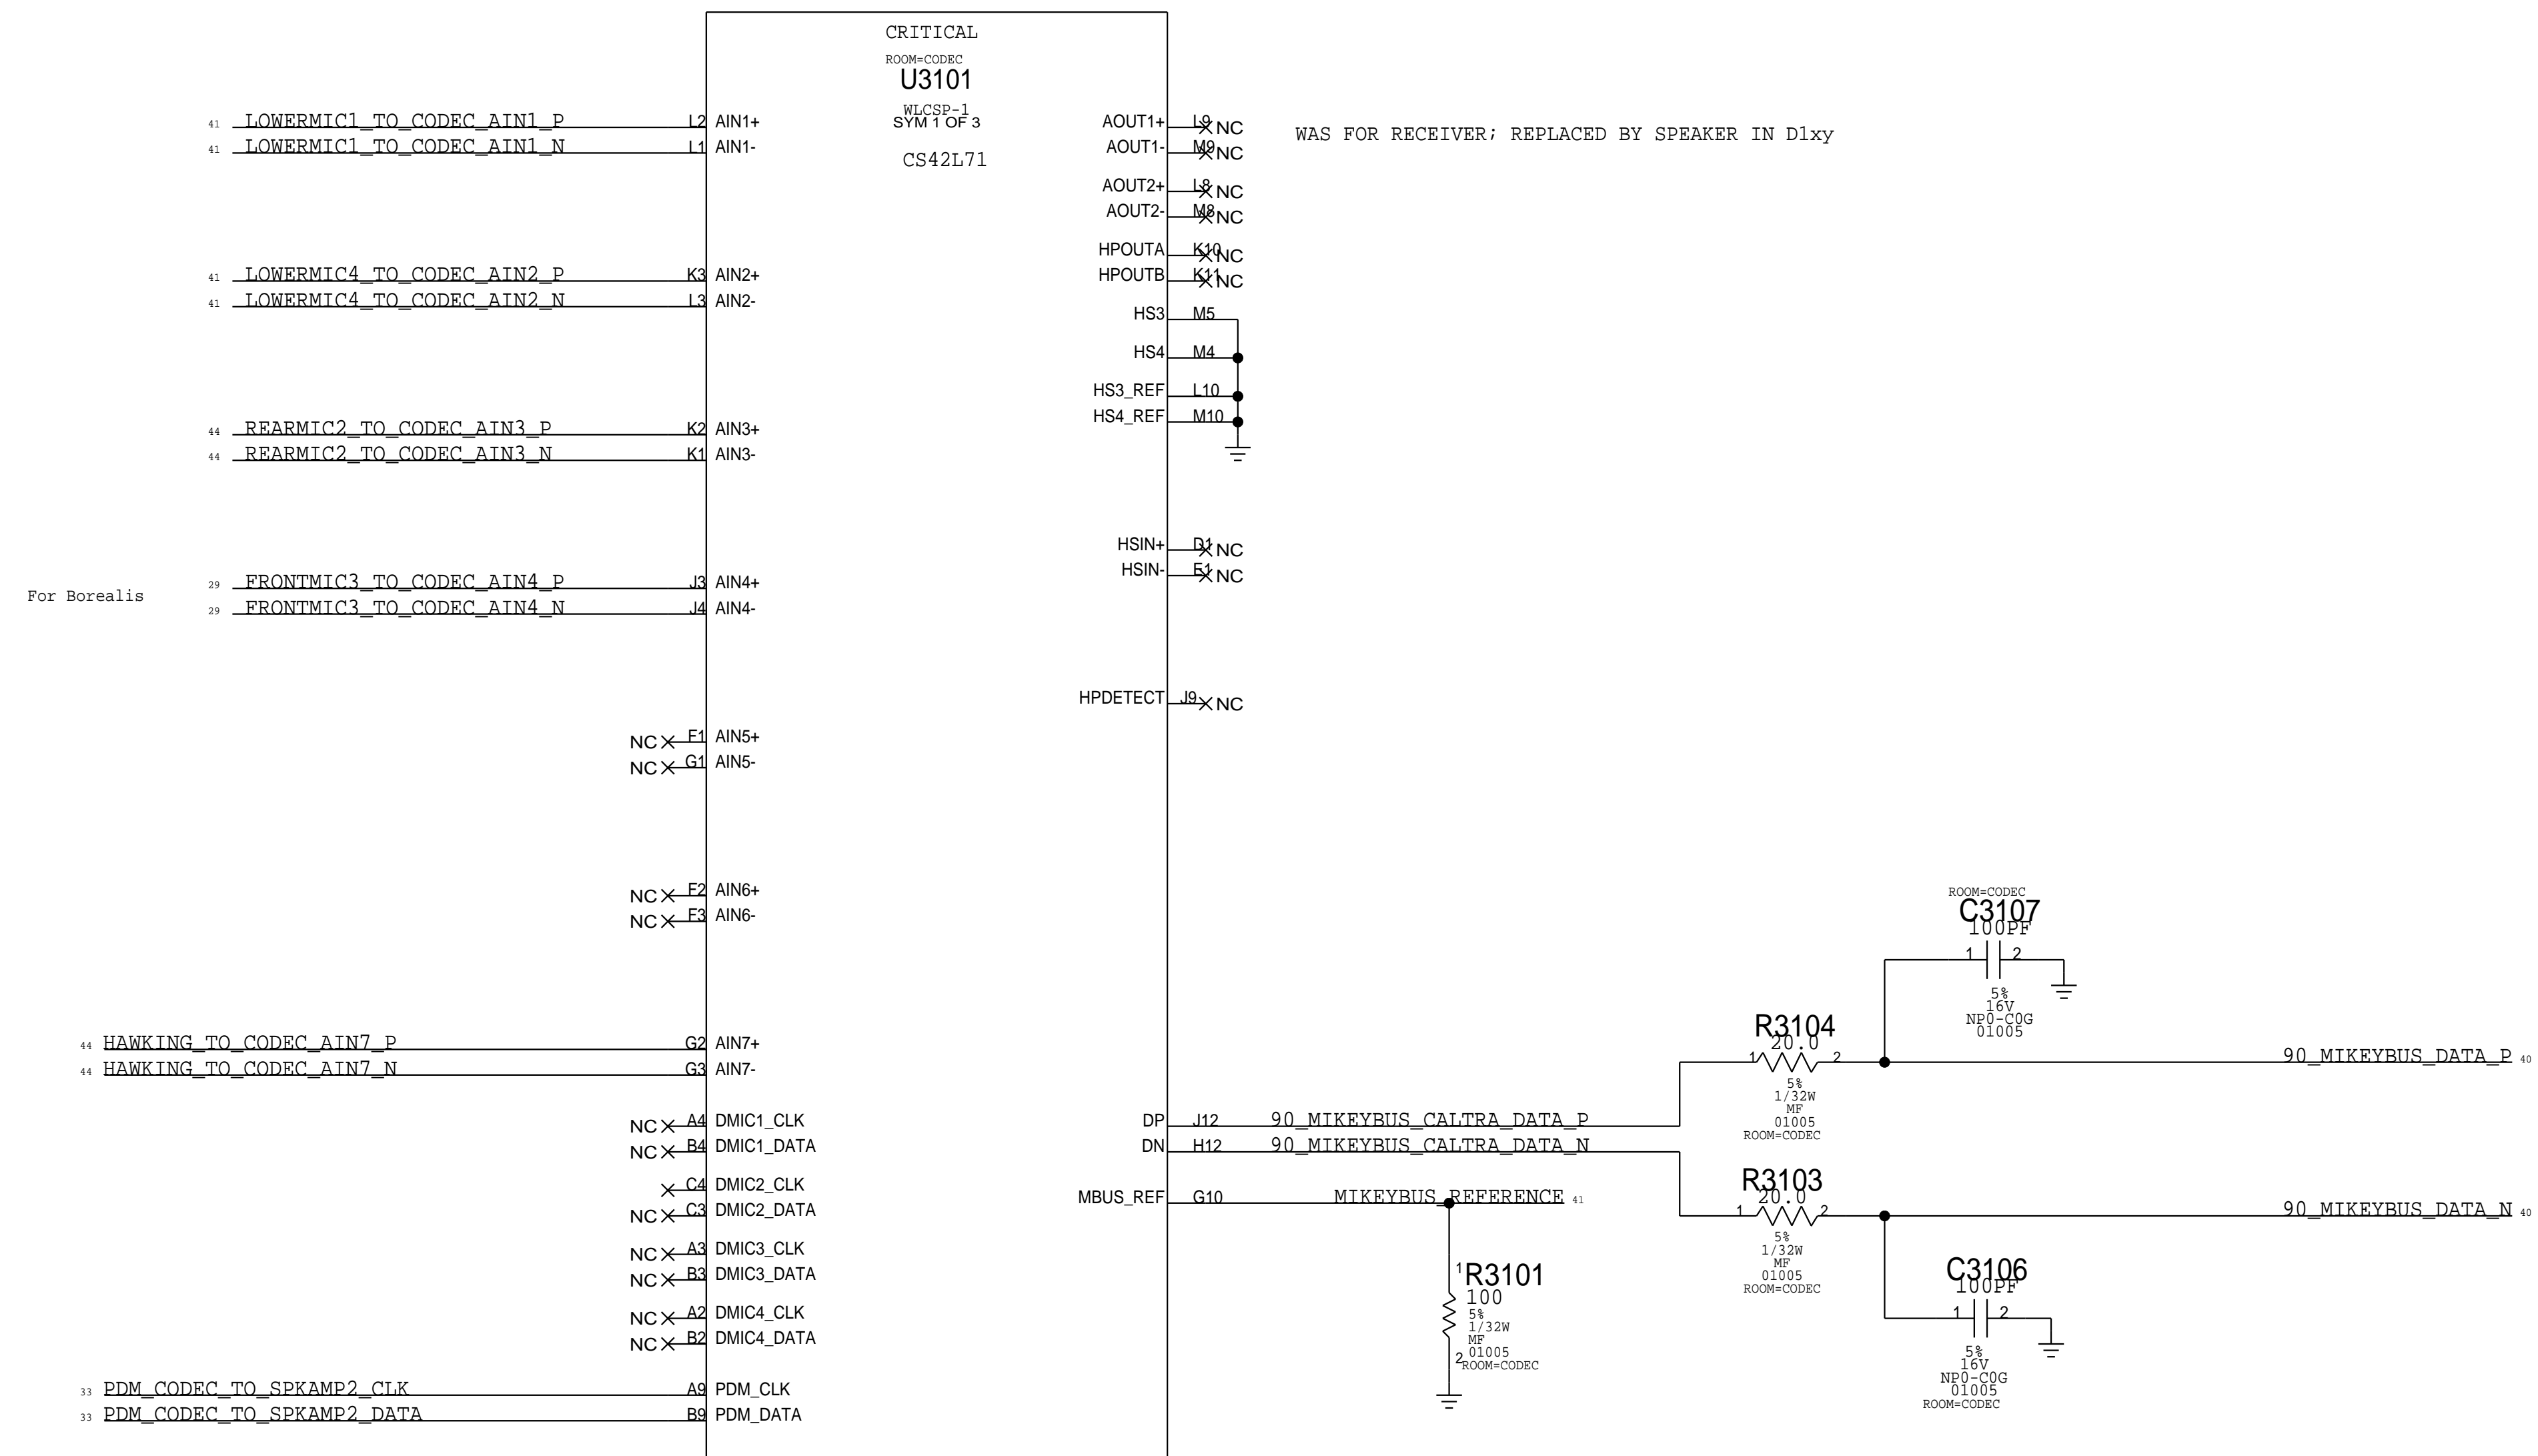 CRITICAL
ROOM=CODEC
U3101
WLCSP-1
SYM 1 OF 3
CS42L71
41 LOWERMIC1_TO_CODEC_AIN1_P L2 AIN1+
41 LOWERMIC1_TO_CODEC_AIN1_N L1 AIN1-
AOUT1+ L9 NC
AOUT1- M9 NC
WAS FOR RECEIVER; REPLACED BY SPEAKER IN D1xy
AOUT2+ L8 NC
AOUT2- M8 NC
HPOUTA K10 NC
HPOUTB K11 NC
41 LOWERMIC4_TO_CODEC_AIN2_P K3 AIN2+
41 LOWERMIC4_TO_CODEC_AIN2_N L3 AIN2-
HS3 M5
HS4 M4
HS3_REF L10
HS4_REF M10
44 REARMIC2_TO_CODEC_AIN3_P K2 AIN3+
44 REARMIC2_TO_CODEC_AIN3_N K1 AIN3-
HSIN+ D1 NC
HSIN- E1 NC
For Borealis
29 FRONTMIC3_TO_CODEC_AIN4_P J3 AIN4+
29 FRONTMIC3_TO_CODEC_AIN4_N J4 AIN4-
HPDETECT J9 NC
NC F1 AIN5+
NC G1 AIN5-
NC F2 AIN6+
NC F3 AIN6-
ROOM=CODEC
C3107
100PF
1 2
5%
16V
NP0-C0G
01005
44 HAWKING_TO_CODEC_AIN7_P G2 AIN7+
44 HAWKING_TO_CODEC_AIN7_N G3 AIN7-
R3104
20.0
1 2
5%
1/32W
MF
01005
ROOM=CODEC
90_MIKEYBUS_DATA_P 40
NC A4 DMIC1_CLK
NC B4 DMIC1_DATA
DP J12 90_MIKEYBUS_CALTRA_DATA_P
DN H12 90_MIKEYBUS_CALTRA_DATA_N
C4 DMIC2_CLK
NC C3 DMIC2_DATA
MBUS_REF G10 MIKEYBUS_REFERENCE 41
R3103
20.0
1 2
5%
1/32W
MF
01005
ROOM=CODEC
90_MIKEYBUS_DATA_N 40
NC A3 DMIC3_CLK
NC B3 DMIC3_DATA
NC A2 DMIC4_CLK
NC B2 DMIC4_DATA
1
R3101
100
5%
1/32W
MF
01005
2
ROOM=CODEC
C3106
100PF
1 2
5%
16V
NP0-C0G
01005
ROOM=CODEC
33 PDM_CODEC_TO_SPKAMP2_CLK A9 PDM_CLK
33 PDM_CODEC_TO_SPKAMP2_DATA B9 PDM_DATA